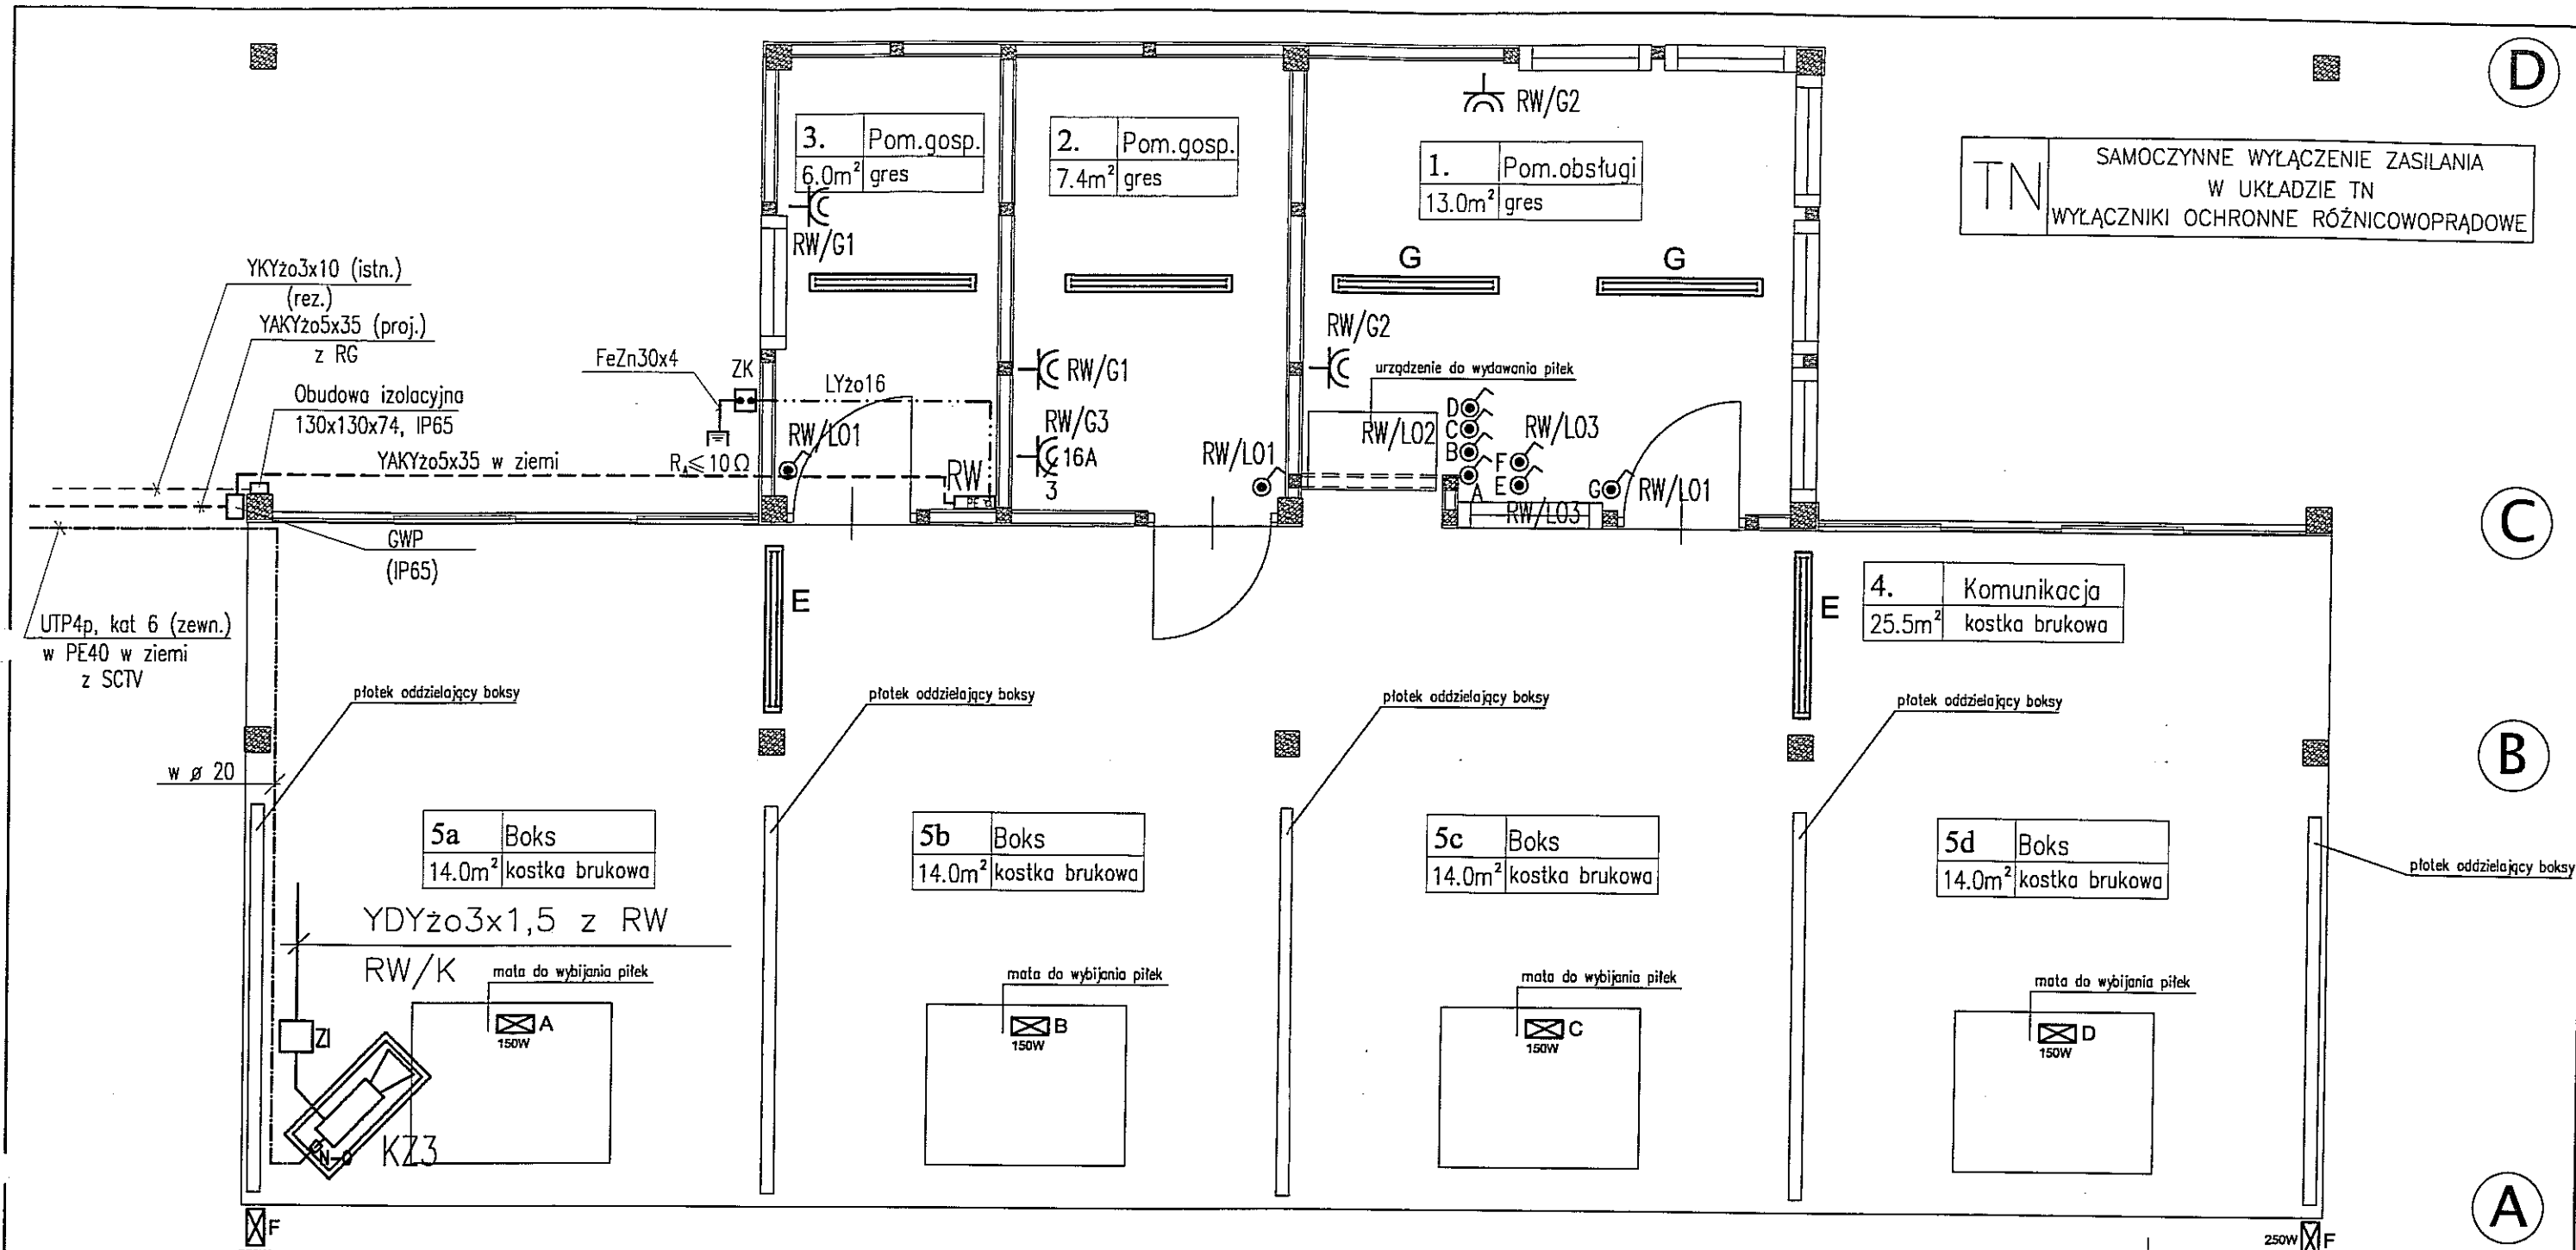 D
3. Pom.gosp.
6.0m² gres
2. Pom.gosp.
7.4m² gres
1. Pom.obsługi
13.0m² gres
RW/G2
TN
SAMOCZYNNE WYŁĄCZENIE ZASILANIA
W UKŁADZIE TN
WYŁĄCZNIKI OCHRONNE RÓŻNICOWOPRĄDOWE
RW/G1
G
G
YKYżo3x10 (istn.)
(rez.)
YAKYżo5x35 (proj.)
z RG
Obudowa izolacyjna
130x130x74, IP65
FeZn30x4
ZK
LYżo16
RW/G1
RW/G2
urządzenie do wydawania piłek
YAKYżo5x35 w ziemi
R_A≤10Ω
RW/L01
RW
PE
RW/G3
16A
3
RW/L01
RW/L02
D
C
B
A
RW/L03
F
E
G
RW/L01
RW/L03
C
GWP
(IP65)
UTP4p, kat 6 (zewn.)
w PE40 w ziemi
z SCTV
E
E
4. Komunikacja
25.5m² kostka brukowa
płotek oddzielający boksy
płotek oddzielający boksy
płotek oddzielający boksy
płotek oddzielający boksy
B
w ø 20
5a Boks
14.0m² kostka brukowa
5b Boks
14.0m² kostka brukowa
5c Boks
14.0m² kostka brukowa
5d Boks
14.0m² kostka brukowa
płotek oddzielający boksy
YDYżo3x1,5 z RW
RW/K
mata do wybijania piłek
mata do wybijania piłek
mata do wybijania piłek
mata do wybijania piłek
ZI
A
150W
B
150W
C
150W
D
150W
KZ3
A
F
250W F